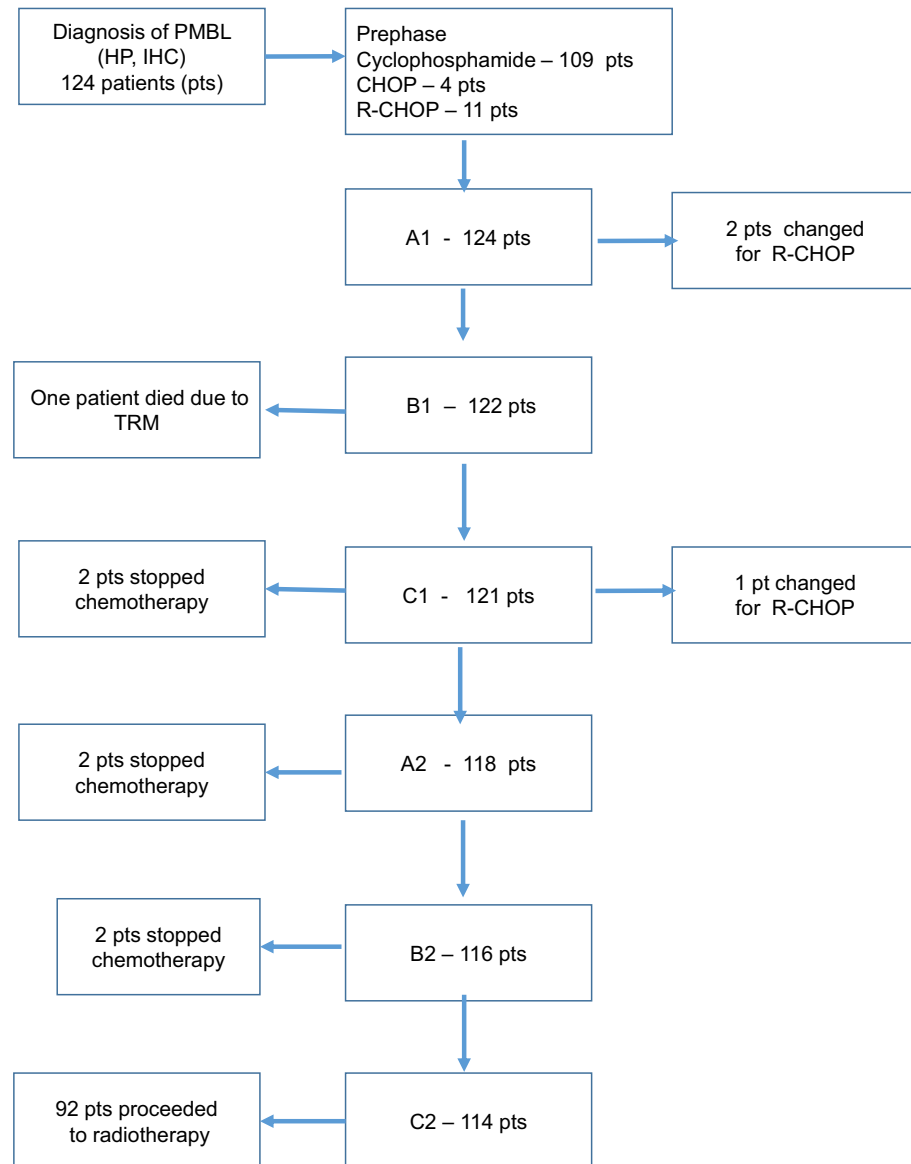 Diagnosis of PMBL
(HP, IHC)
124 patients (pts)
Prephase
Cyclophosphamide – 109 pts
CHOP – 4 pts
R-CHOP – 11 pts
A1 - 124 pts
2 pts changed
for R-CHOP
One patient died due to
TRM
B1 – 122 pts
2 pts stopped
chemotherapy
C1 - 121 pts
1 pt changed
for R-CHOP
2 pts stopped
chemotherapy
A2 - 118 pts
2 pts stopped
chemotherapy
B2 – 116 pts
92 pts proceeded
to radiotherapy
C2 – 114 pts